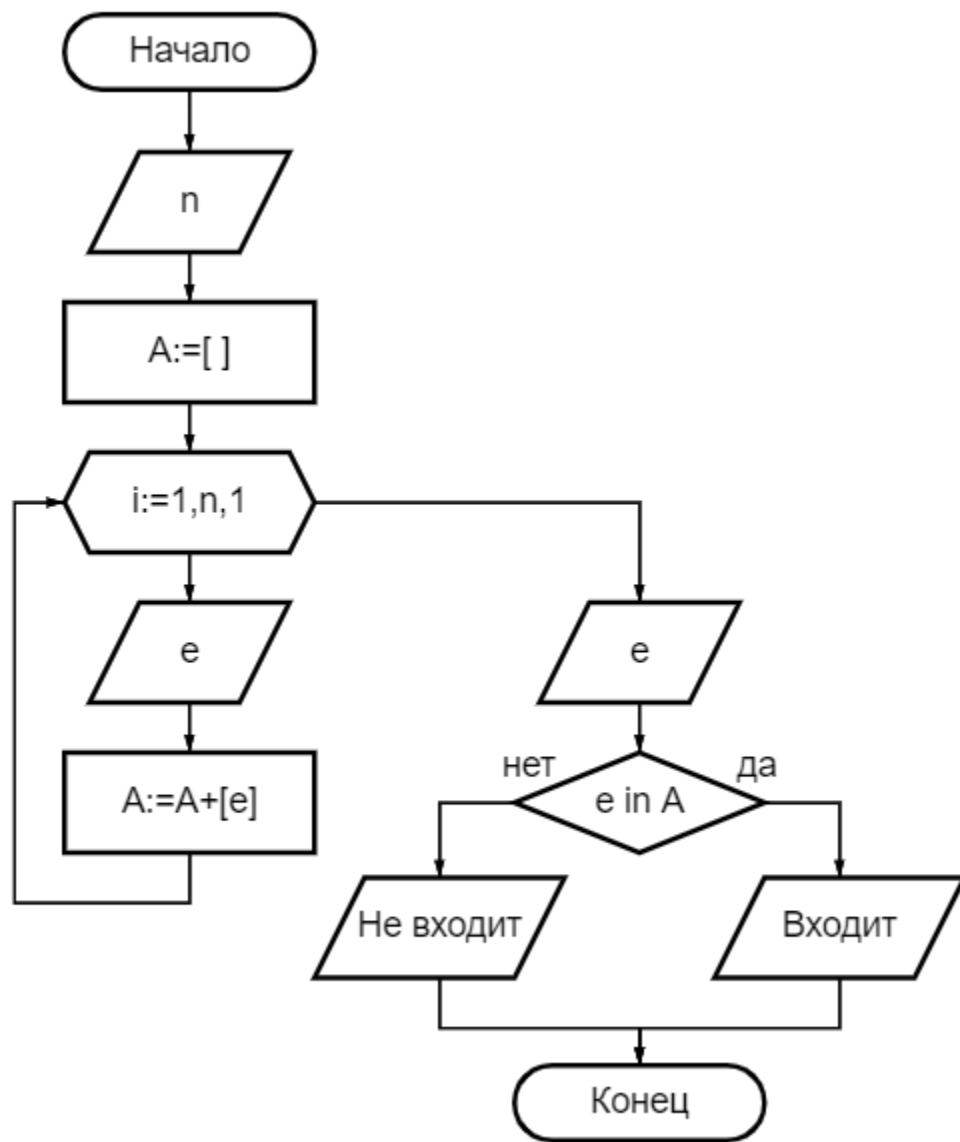 Начало
n
A:=[ ]
i:=1,n,1
e
A:=A+[e]
e
нет
да
e in A
Не входит
Входит
Конец